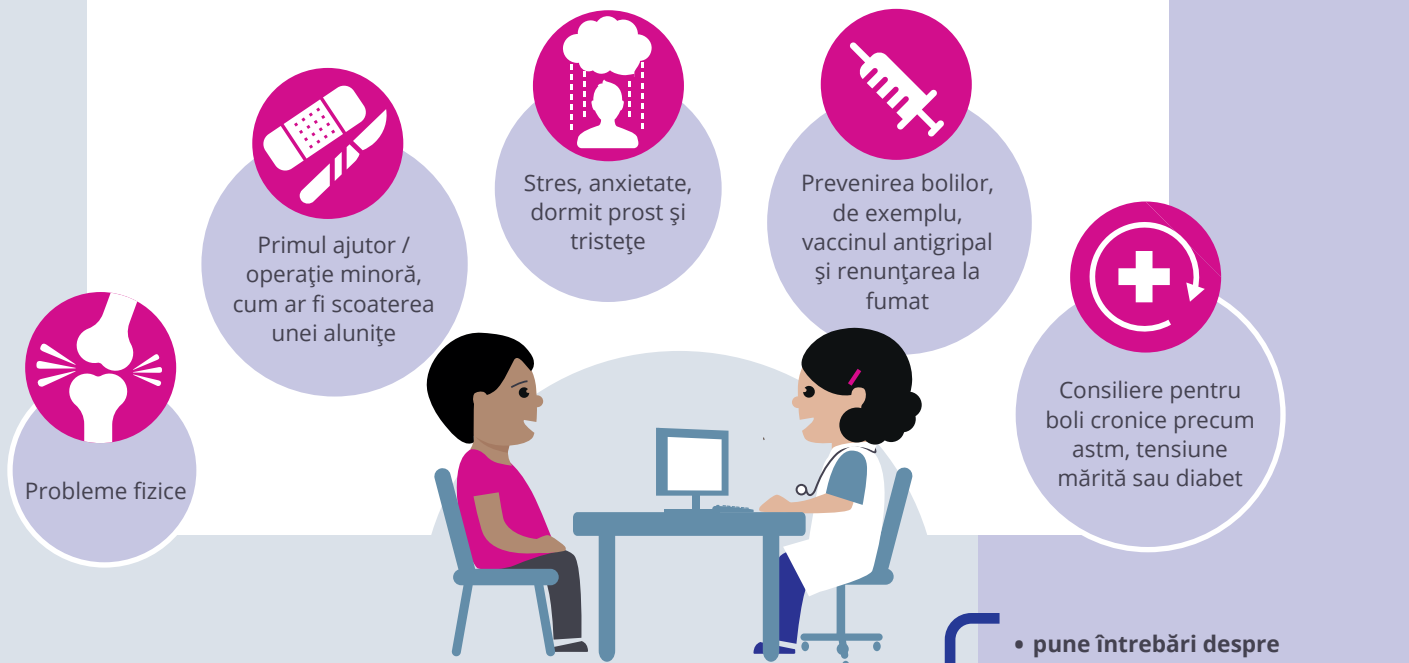 Probleme fizice
Primul ajutor /
operaţie minoră,
cum ar fi scoaterea
unei aluniţe
Stres, anxietate,
dormit prost şi
tristeţe
Prevenirea bolilor,
de exemplu,
vaccinul antigripal
şi renunţarea la
fumat
Consiliere pentru
boli cronice precum
astm, tensiune
mărită sau diabet
• pune întrebări despre